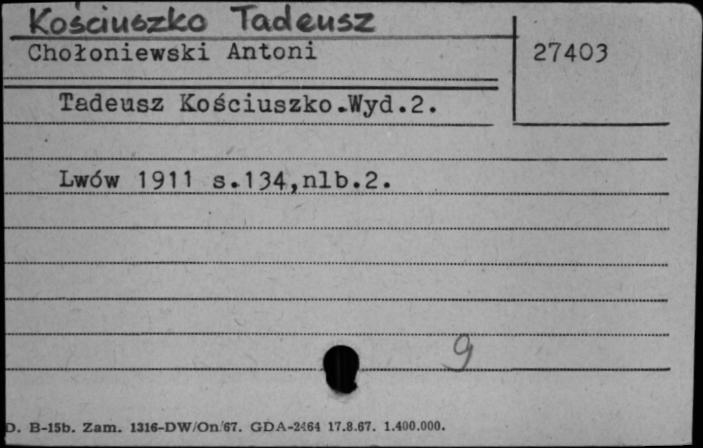 Kościuszko Tadeusz
Chołoniewski Antoni
27403
Tadeusz Kościuszko.Wyd.2.
Lwów 1911 s.134,nlb.2.
9
D. B-15b. Zam. 1316-DW/On/67. GDA-2464 17.8.67. 1.400.000.